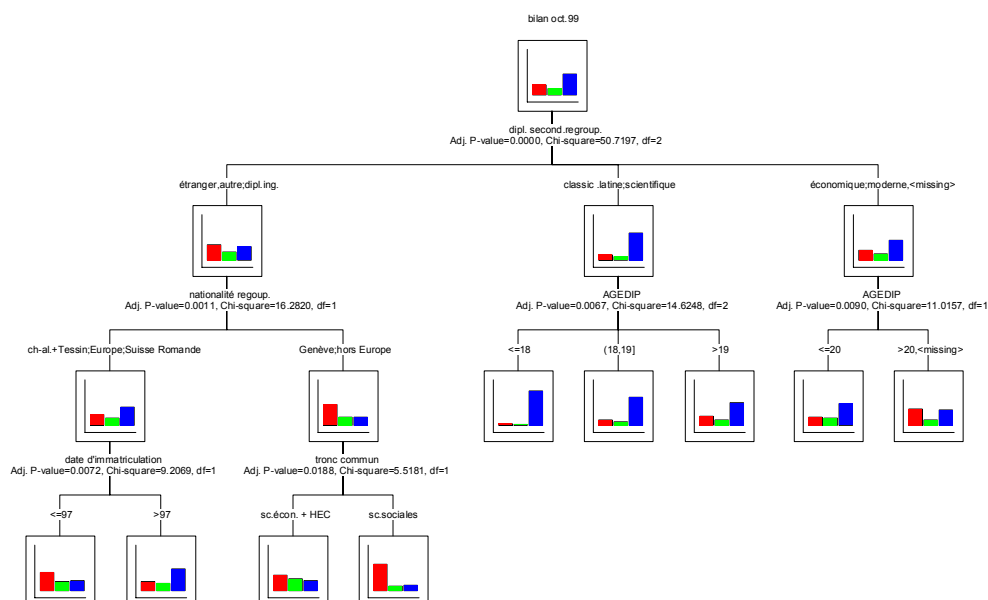 bilan oct.99
dipl. second.regroup.
Adj. P-value=0.0000, Chi-square=50.7197, df=2
étranger,autre;dipl.ing.
classic .latine;scientifique
économique;moderne,<missing>
nationalité regoup.
Adj. P-value=0.0011, Chi-square=16.2820, df=1
AGEDIP
Adj. P-value=0.0067, Chi-square=14.6248, df=2
AGEDIP
Adj. P-value=0.0090, Chi-square=11.0157, df=1
ch-al.+Tessin;Europe;Suisse Romande
Genève;hors Europe
<=18
(18,19]
>19
<=20
>20,<missing>
date d'immatriculation
Adj. P-value=0.0072, Chi-square=9.2069, df=1
tronc commun
Adj. P-value=0.0188, Chi-square=5.5181, df=1
<=97
>97
sc.écon. + HEC
sc.sociales